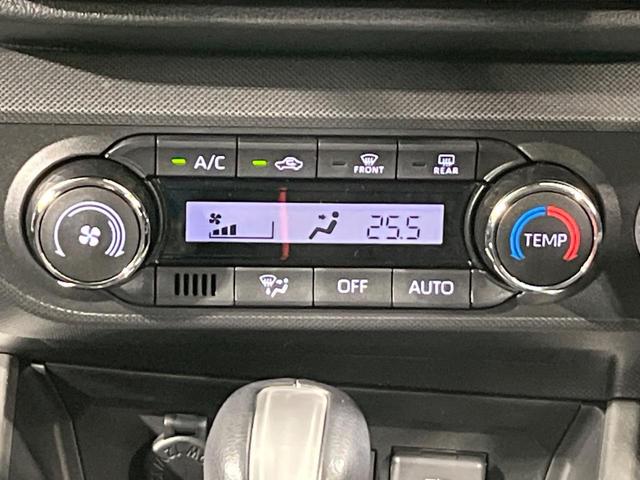 A/C
FRONT
REAR
25.5
TEMP
OFF
AUTO